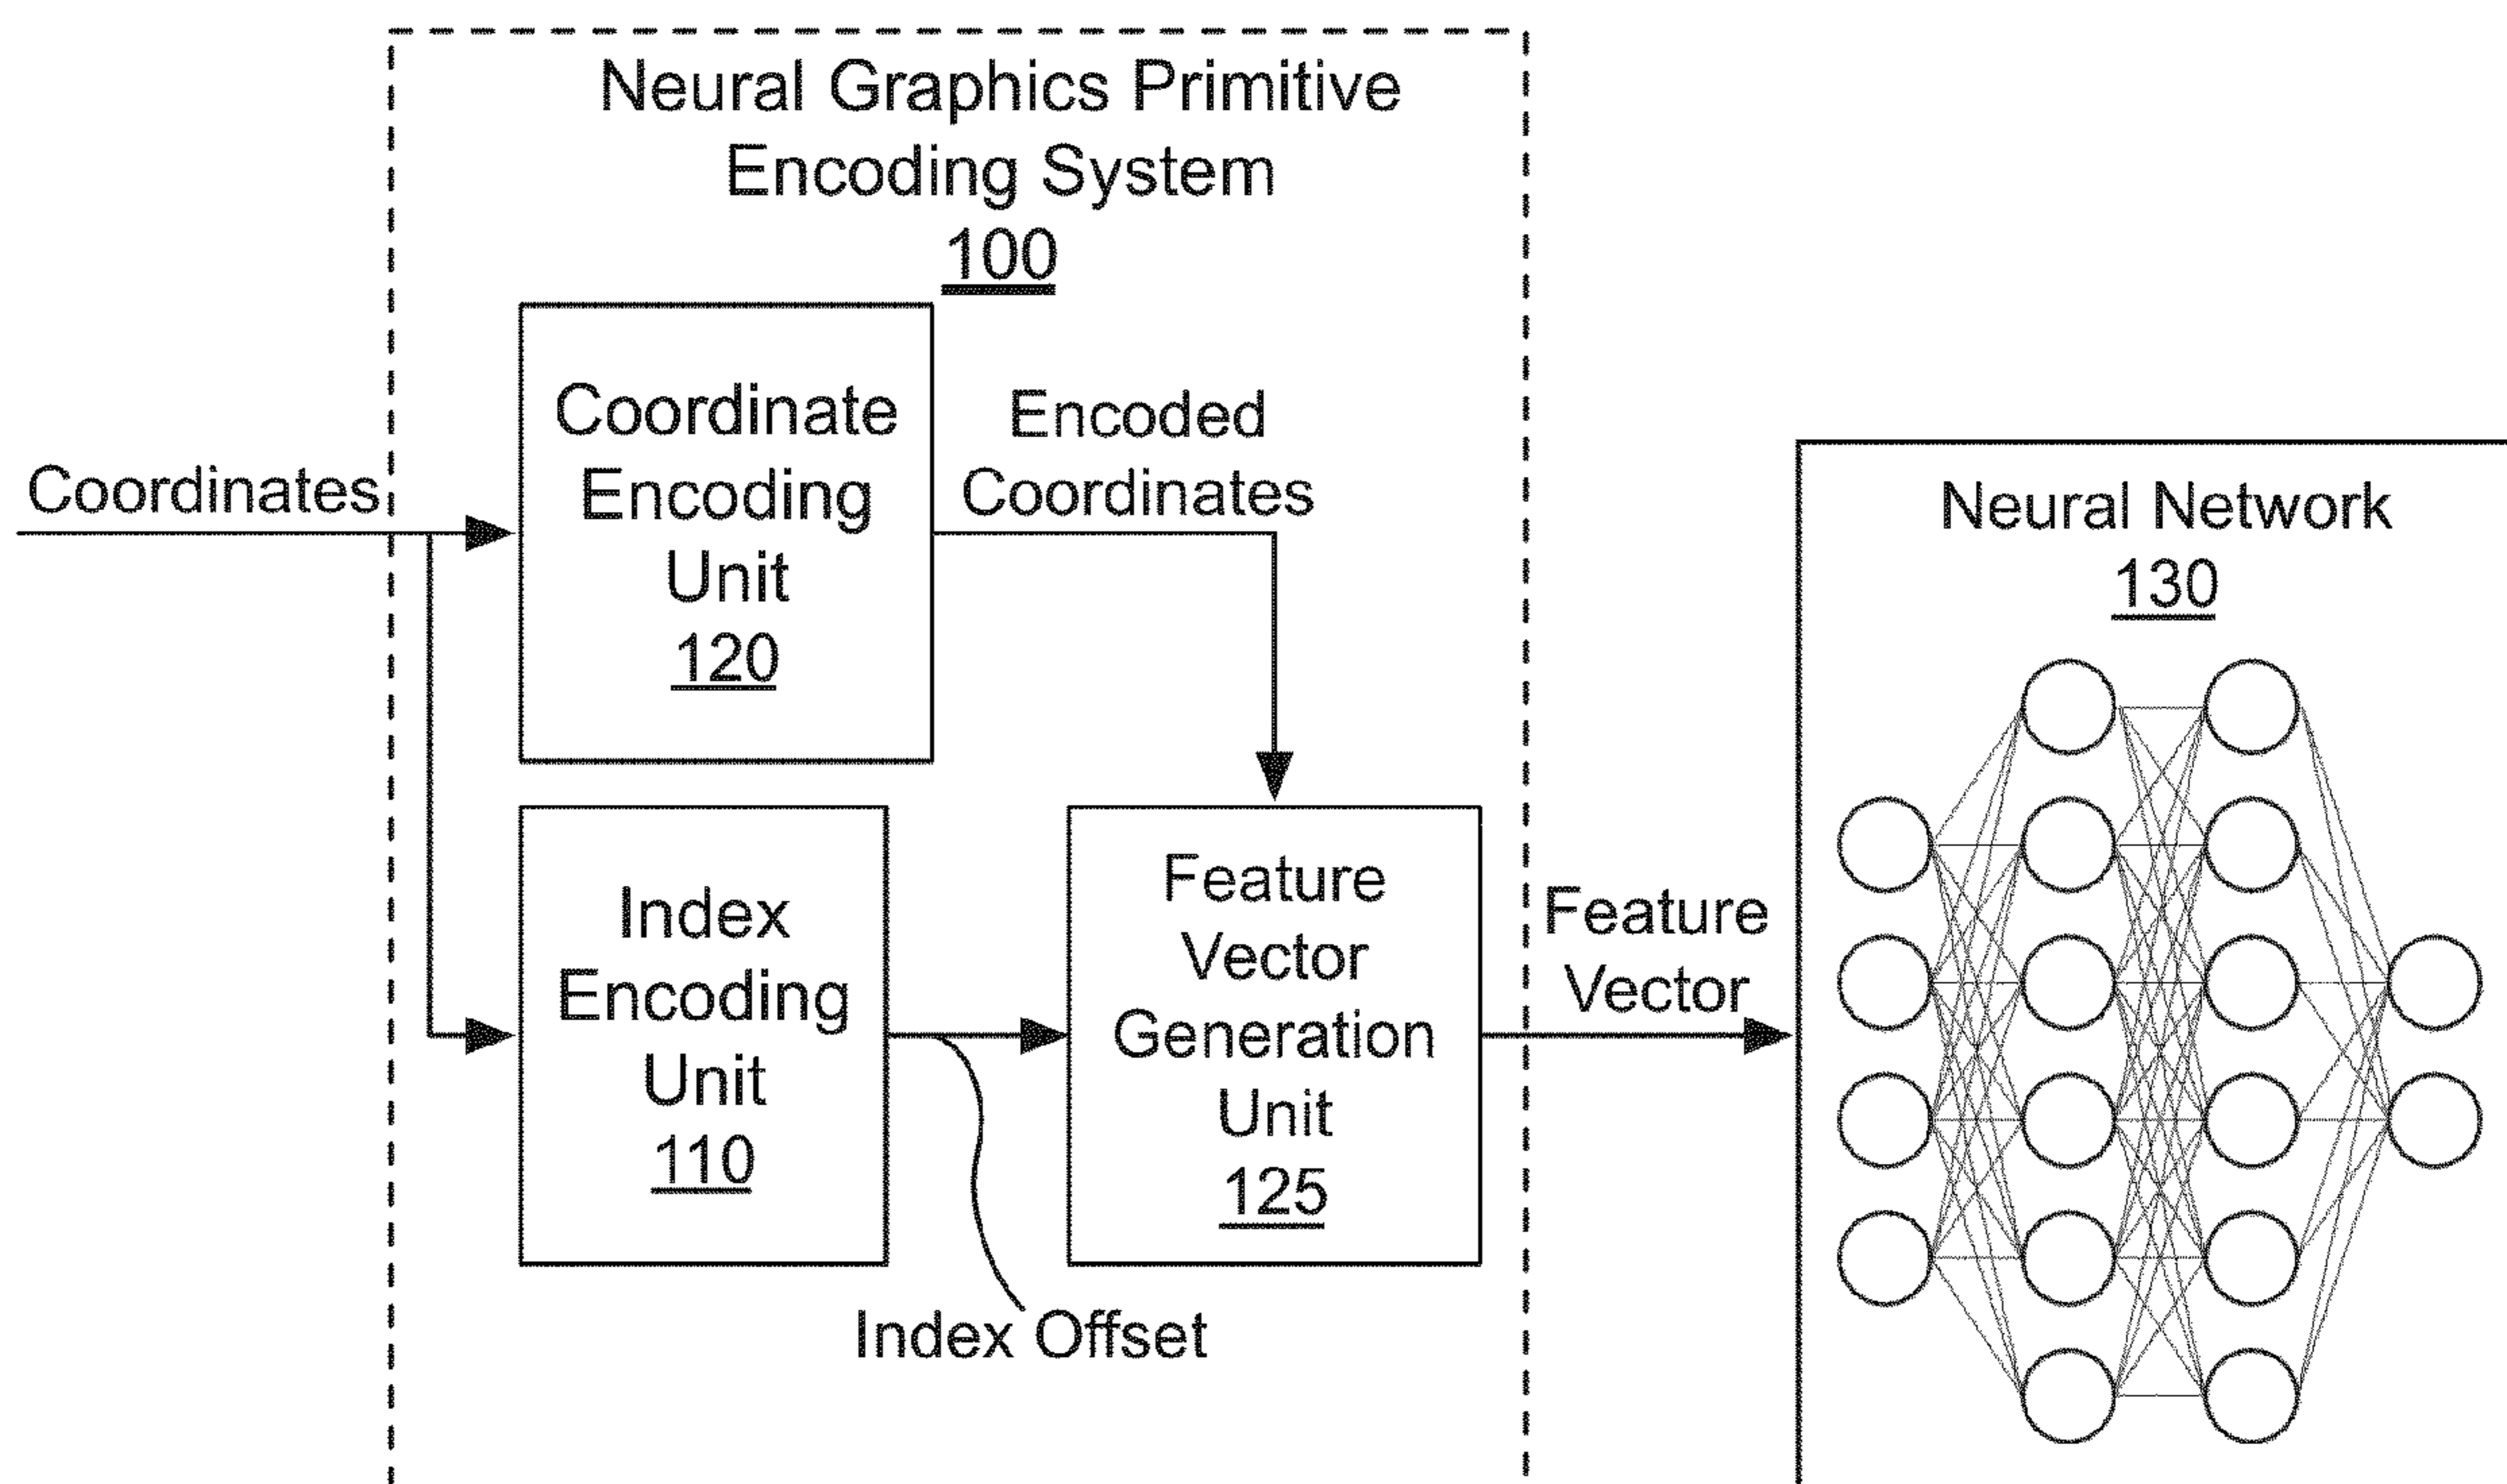 Neural Graphics Primitive
Encoding System
100
Coordinates
Coordinate
Encoding
Unit
120
Encoded
Coordinates
Index
Encoding
Unit
110
Index Offset
Feature
Vector
Generation
Unit
125
Feature
Vector
Neural Network
130